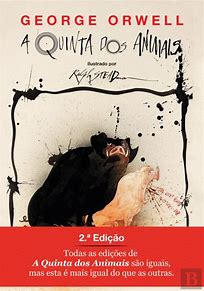 GEORGE ORWELL
A QUINTA DOS ANIMAIS
ilustrado por
Ralph STEAD
2.ª Edição
Todas as edições de
A Quinta dos Animais são iguais,
mas esta é mais igual do que as outras.
B